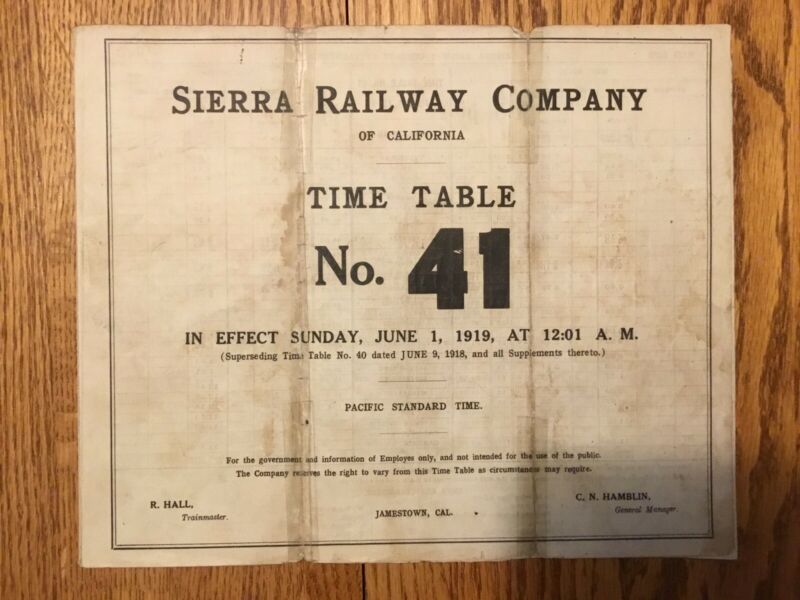 SIERRA RAILWAY COMPANY
OF CALIFORNIA
TIME TABLE
No. 41
IN EFFECT SUNDAY, JUNE 1, 1919, AT 12:01 A. M.
(Superseding Time Table No. 40 dated JUNE 9, 1918, and all Supplements thereto.)
PACIFIC STANDARD TIME.
For the government and information of Employes only, and not intended for the use of the public.
The Company reserves the right to vary from this Time Table as circumstances may require.
R. HALL,
Trainmaster.
JAMESTOWN, CAL.
C. N. HAMBLIN,
General Manager.